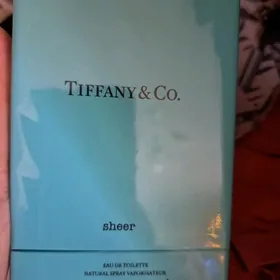 TIFFANY & CO.
sheer
EAU DE TOILETTE
NATURAL SPRAY VAPORISATEUR